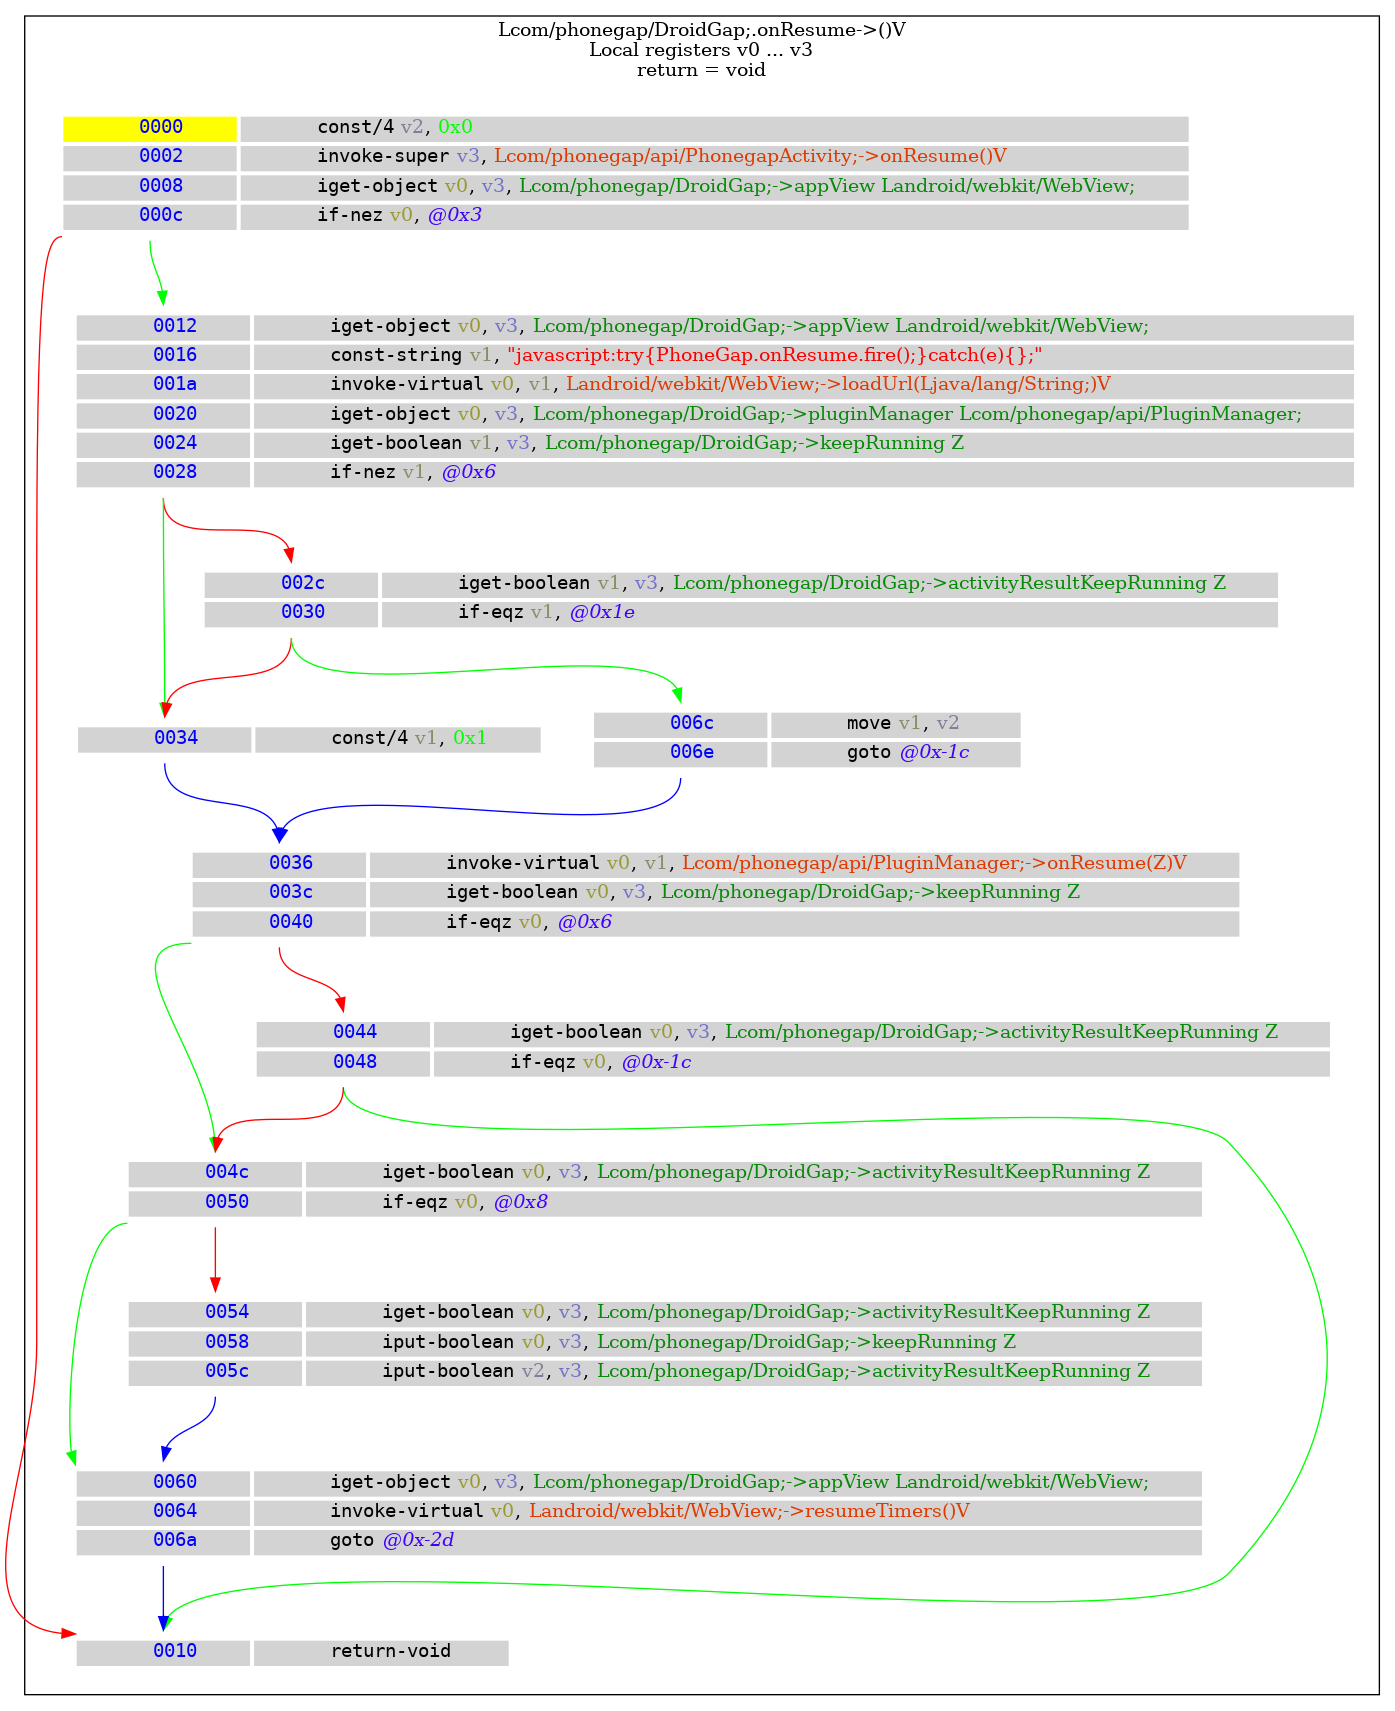 Lcom/phonegap/DroidGap;.onResume->()V
Local registers v0 ... v3
return = void
0000 const/4 v2, 0x0
0002 invoke-super v3, Lcom/phonegap/api/PhonegapActivity;->onResume()V
0008 iget-object v0, v3, Lcom/phonegap/DroidGap;->appView Landroid/webkit/WebView;
000c if-nez v0, @0x3
0012 iget-object v0, v3, Lcom/phonegap/DroidGap;->appView Landroid/webkit/WebView;
0016 const-string v1, "javascript:try{PhoneGap.onResume.fire();}catch(e){};"
001a invoke-virtual v0, v1, Landroid/webkit/WebView;->loadUrl(Ljava/lang/String;)V
0020 iget-object v0, v3, Lcom/phonegap/DroidGap;->pluginManager Lcom/phonegap/api/PluginManager;
0024 iget-boolean v1, v3, Lcom/phonegap/DroidGap;->keepRunning Z
0028 if-nez v1, @0x6
002c iget-boolean v1, v3, Lcom/phonegap/DroidGap;->activityResultKeepRunning Z
0030 if-eqz v1, @0x1e
0034 const/4 v1, 0x1
006c move v1, v2
006e goto @0x-1c
0036 invoke-virtual v0, v1, Lcom/phonegap/api/PluginManager;->onResume(Z)V
003c iget-boolean v0, v3, Lcom/phonegap/DroidGap;->keepRunning Z
0040 if-eqz v0, @0x6
0044 iget-boolean v0, v3, Lcom/phonegap/DroidGap;->activityResultKeepRunning Z
0048 if-eqz v0, @0x-1c
004c iget-boolean v0, v3, Lcom/phonegap/DroidGap;->activityResultKeepRunning Z
0050 if-eqz v0, @0x8
0054 iget-boolean v0, v3, Lcom/phonegap/DroidGap;->activityResultKeepRunning Z
0058 iput-boolean v0, v3, Lcom/phonegap/DroidGap;->keepRunning Z
005c iput-boolean v2, v3, Lcom/phonegap/DroidGap;->activityResultKeepRunning Z
0060 iget-object v0, v3, Lcom/phonegap/DroidGap;->appView Landroid/webkit/WebView;
0064 invoke-virtual v0, Landroid/webkit/WebView;->resumeTimers()V
006a goto @0x-2d
0010 return-void